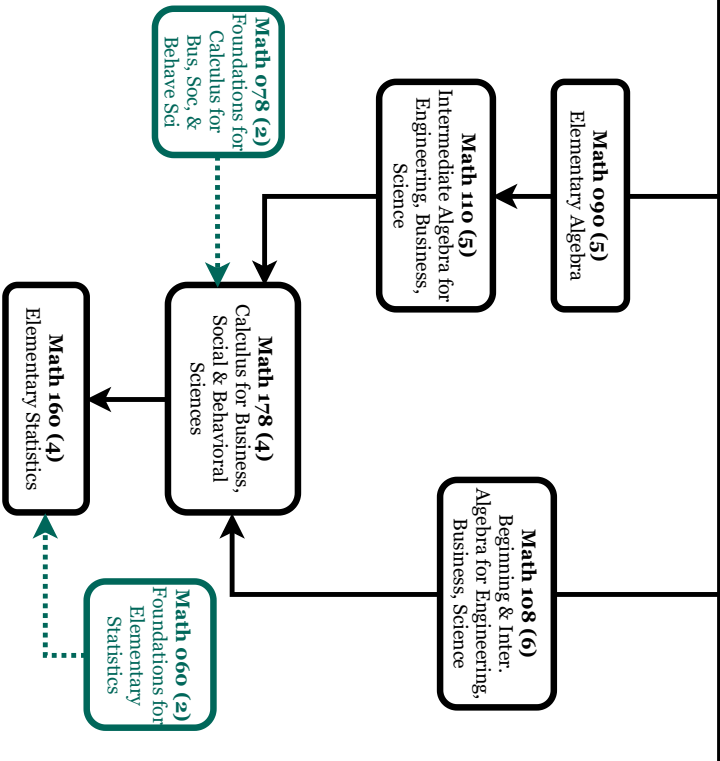 Math 090 (5)
Elementary Algebra
Math 110 (5)
Intermediate Algebra for
Engineering, Business,
Science
Math 108 (6)
Beginning & Inter.
Algebra for Engineering,
Business, Science
Math 078 (2)
Foundations for
Calculus for
Bus, Soc, &
Behave Sci
Math 178 (4)
Calculus for Business,
Social & Behavioral
Sciences
Math 060 (2)
Foundations for
Elementary
Statistics
Math 160 (4)
Elementary Statistics